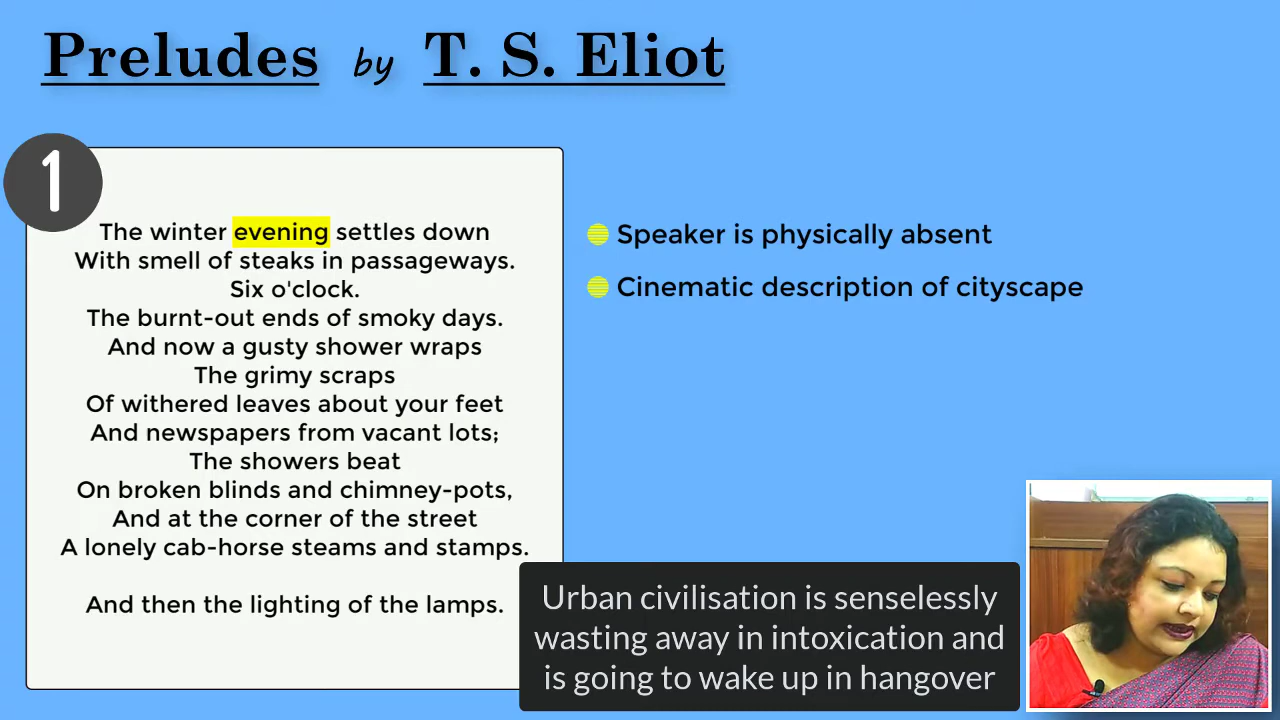 Preludes by T. S. Eliot
1
The winter evening settles down
With smell of steaks in passageways.
Six o'clock.
The burnt-out ends of smoky days.
And now a gusty shower wraps
The grimy scraps
Of withered leaves about your feet
And newspapers from vacant lots;
The showers beat
On broken blinds and chimney-pots,
And at the corner of the street
A lonely cab-horse steams and stamps.
And then the lighting of the lamps.
Speaker is physically absent
Cinematic description of cityscape
Urban civilisation is senselessly
wasting away in intoxication and
is going to wake up in hangover